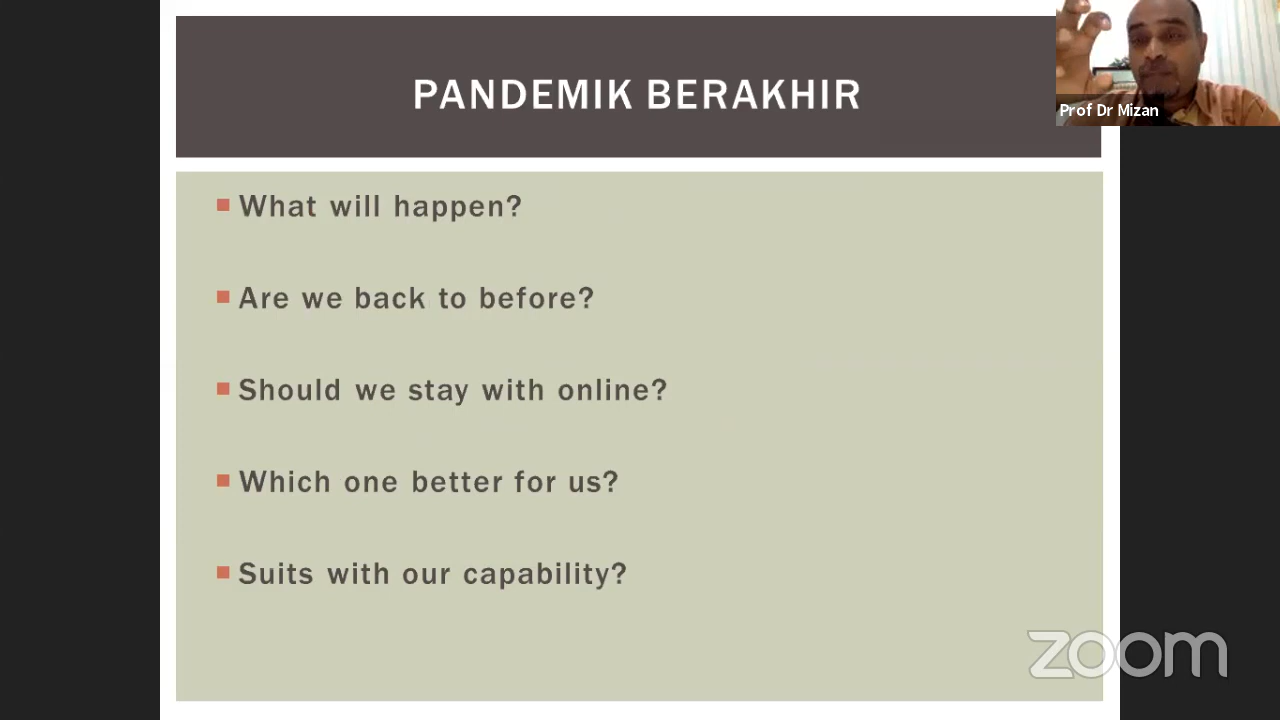 PANDEMIK BERAKHIR
Prof Dr Mizan
What will happen?
Are we back to before?
Should we stay with online?
Which one better for us?
Suits with our capability?
zoom